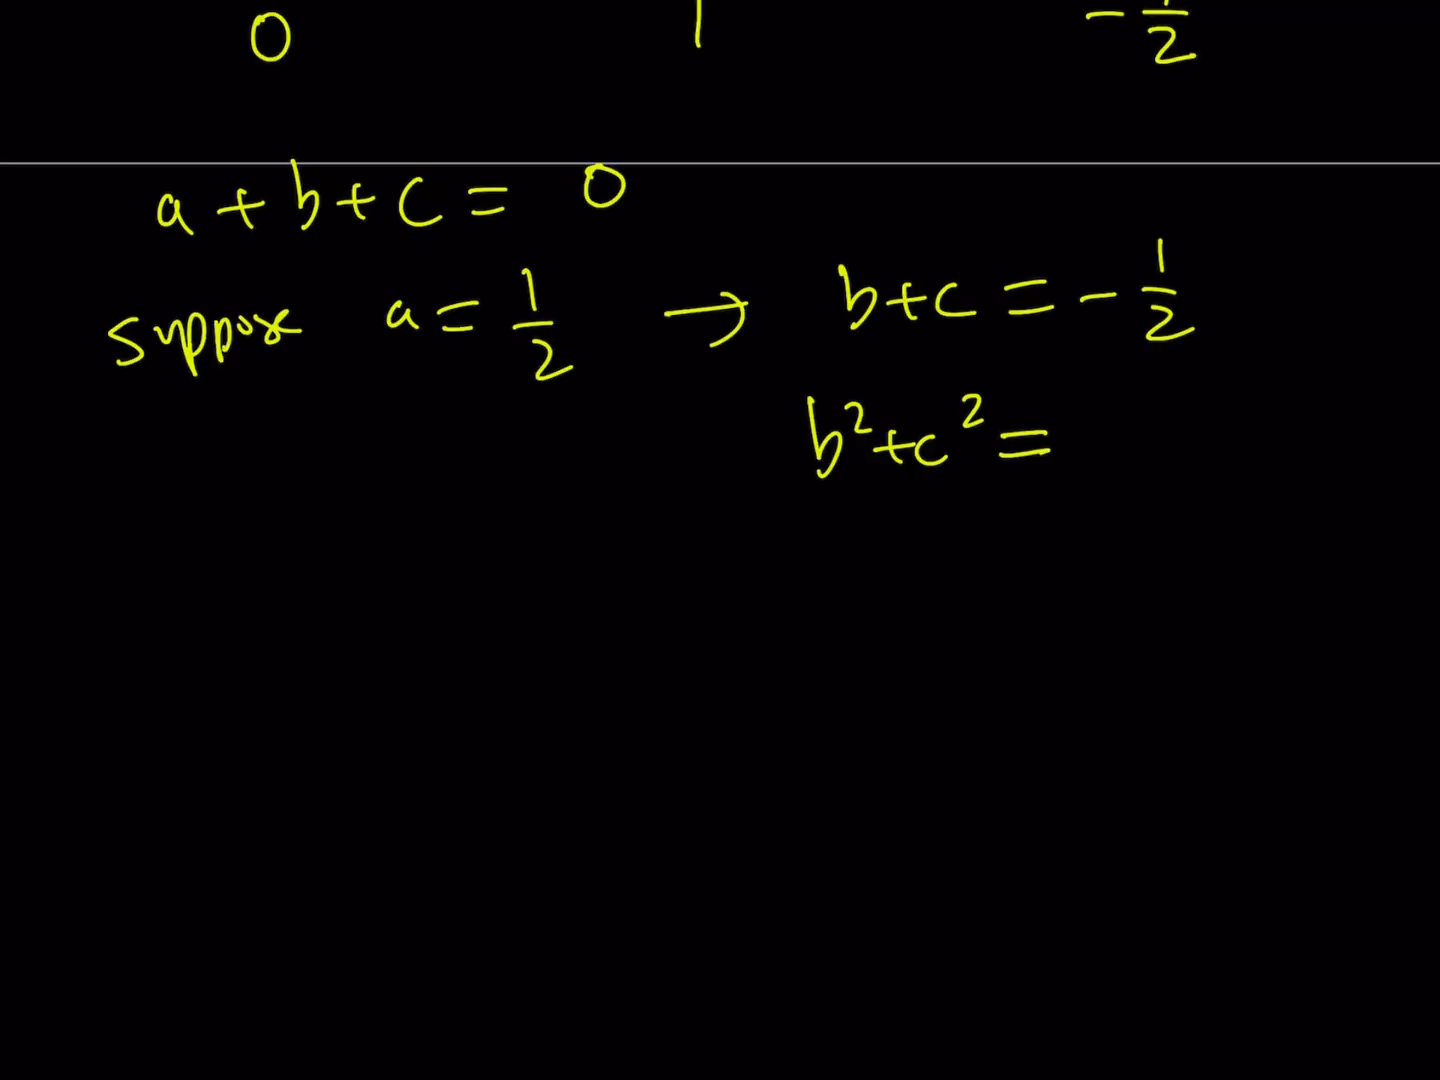 0 1 -1/2
a + b + c = 0
suppose a = 1/2 → b + c = - 1/2
b² + c² =